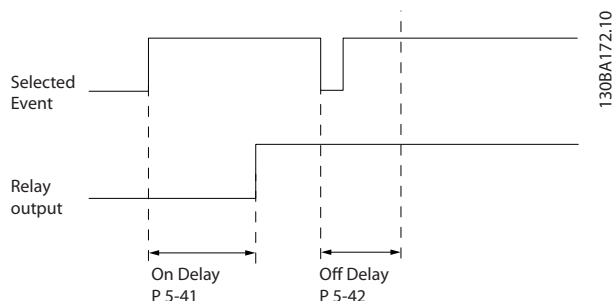 130BA172.10
Selected
Event
Relay
output
On Delay
P 5-41
Off Delay
P 5-42